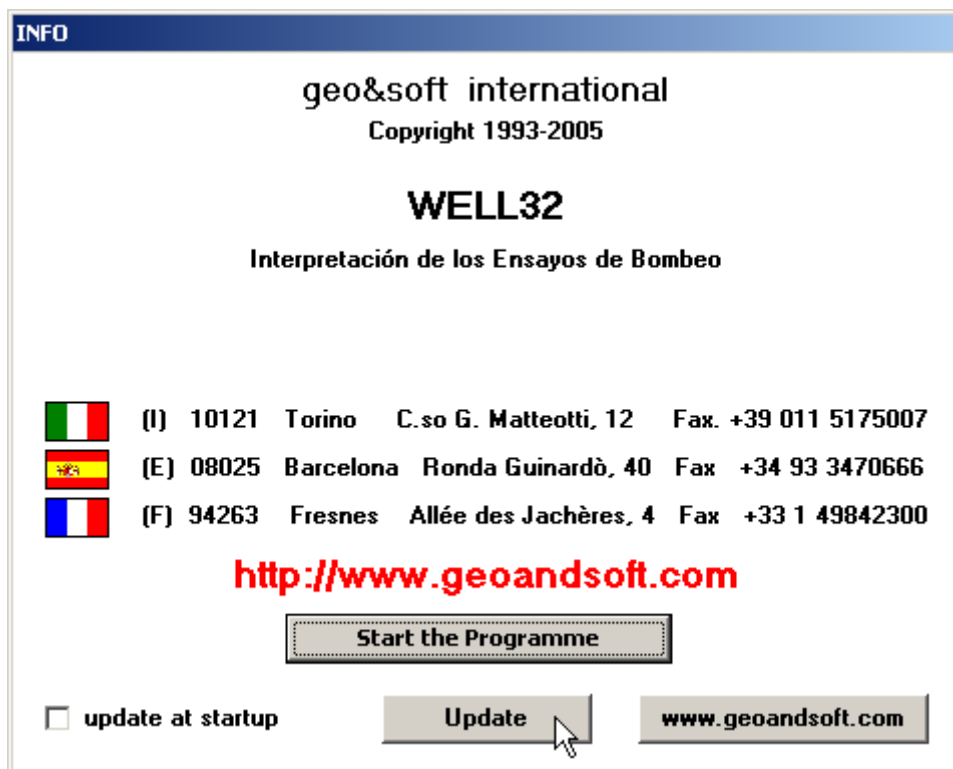 INFO
geo&soft international
Copyright 1993-2005
WELL32
Interpretación de los Ensayos de Bombeo
(I) 10121 Torino C.so G. Matteotti, 12 Fax. +39 011 5175007
(E) 08025 Barcelona Ronda Guinardò, 40 Fax +34 93 3470666
(F) 94263 Fresnes Allée des Jachères, 4 Fax +33 1 49842300
http://www.geoandsoft.com
Start the Programme
update at startup Update www.geoandsoft.com